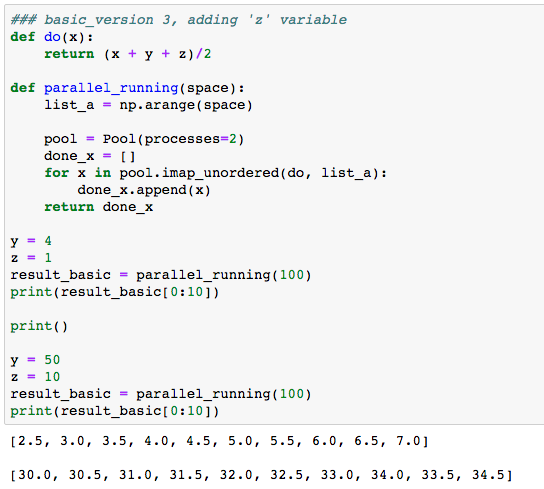 ### basic_version 3, adding 'z' variable
def do(x):
    return (x + y + z)/2

def parallel_running(space):
    list_a = np.arange(space)

    pool = Pool(processes=2)
    done_x = []
    for x in pool.imap_unordered(do, list_a):
        done_x.append(x)
    return done_x

y = 4
z = 1
result_basic = parallel_running(100)
print(result_basic[0:10])

print()

y = 50
z = 10
result_basic = parallel_running(100)
print(result_basic[0:10])

[2.5, 3.0, 3.5, 4.0, 4.5, 5.0, 5.5, 6.0, 6.5, 7.0]

[30.0, 30.5, 31.0, 31.5, 32.0, 32.5, 33.0, 34.0, 33.5, 34.5]